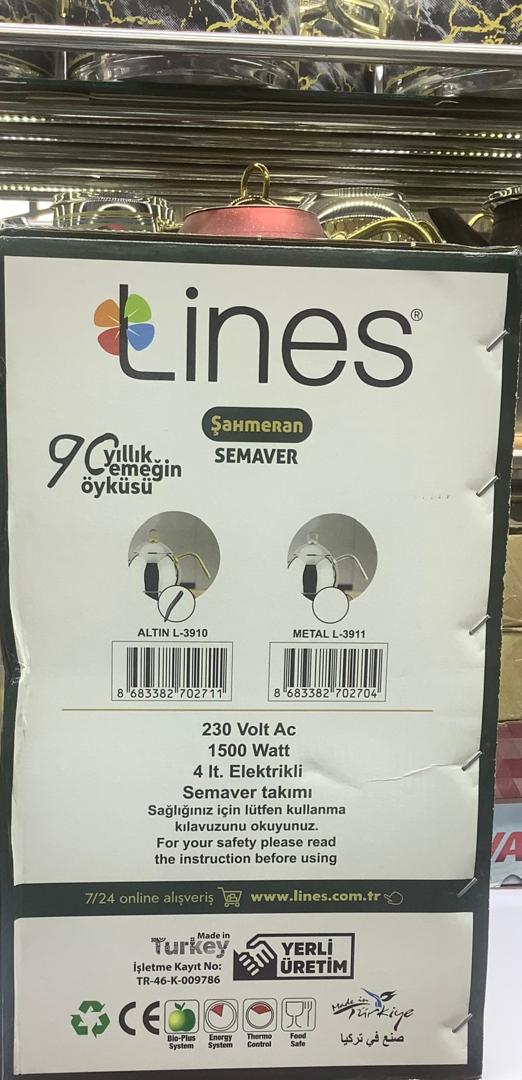 Lines®
Şahmeran
SEMAVER
90 yıllık
emeğin
öyküsü
ALTIN L-3910
METAL L-3911
8 683382 702711
8 683382 702704
230 Volt Ac
1500 Watt
4 lt. Elektrikli
Semaver takımı
Sağlığınız için lütfen kullanma
kılavuzunu okuyunuz.
For your safety please read
the instruction before using
7/24 online alışveriş www.lines.com.tr
Made in
Turkey
İşletme Kayıt No:
TR-46-K-009786
YERLİ
ÜRETİM
CE
Bio-Plus
System
Energy
System
Thermo
Control
Food
Safe
Made in
Türkiye
صنع في تركيا